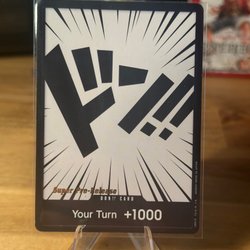 ドン!!
Super Pre-Release
DON!! CARD
Your Turn +1000